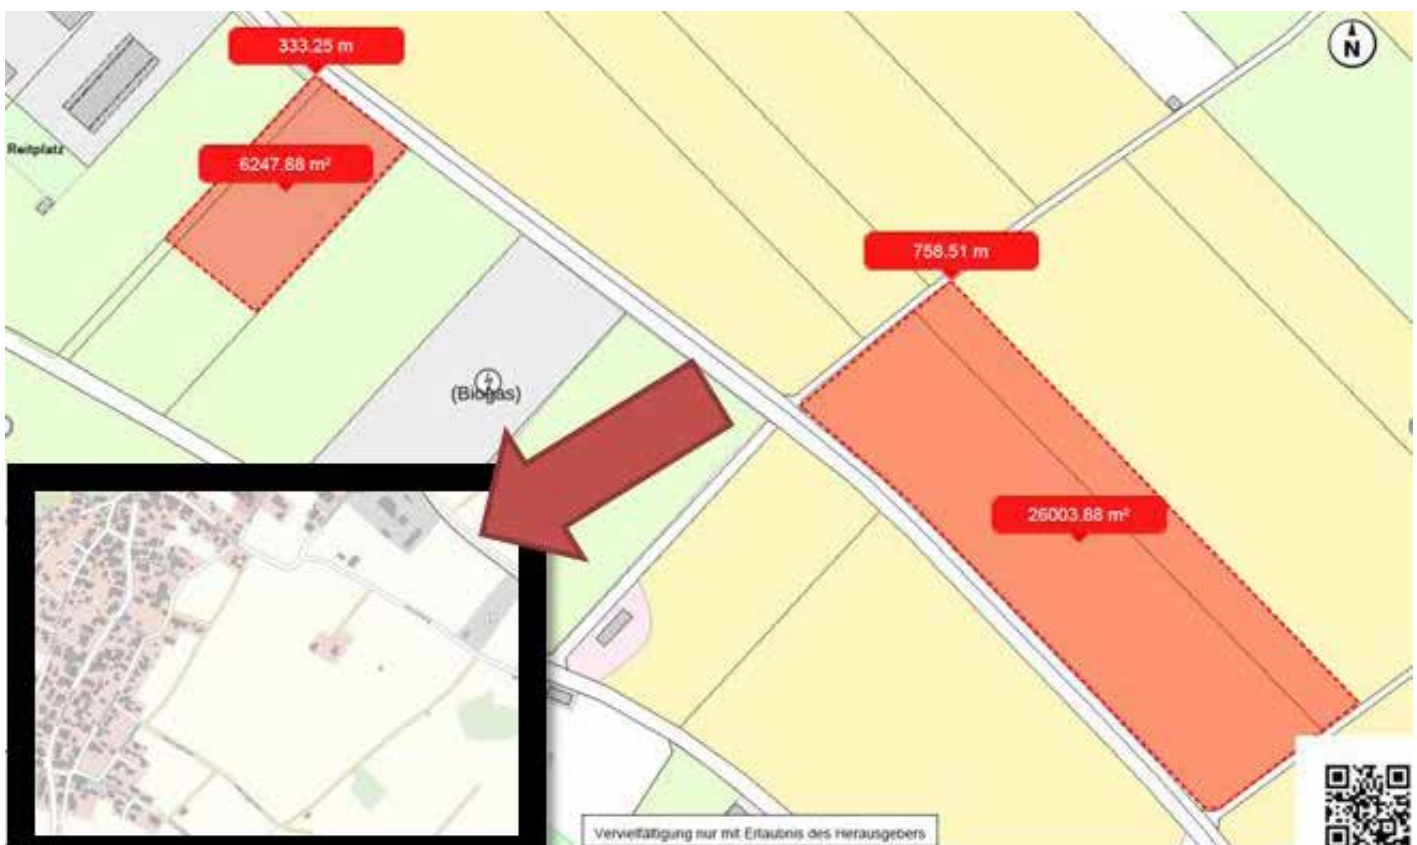 333.25 m
N
Reitplatz
6247.88 m²
758.51 m
(Biogas)
26003.88 m²
Vervielfältigung nur mit Erlaubnis des Herausgebers